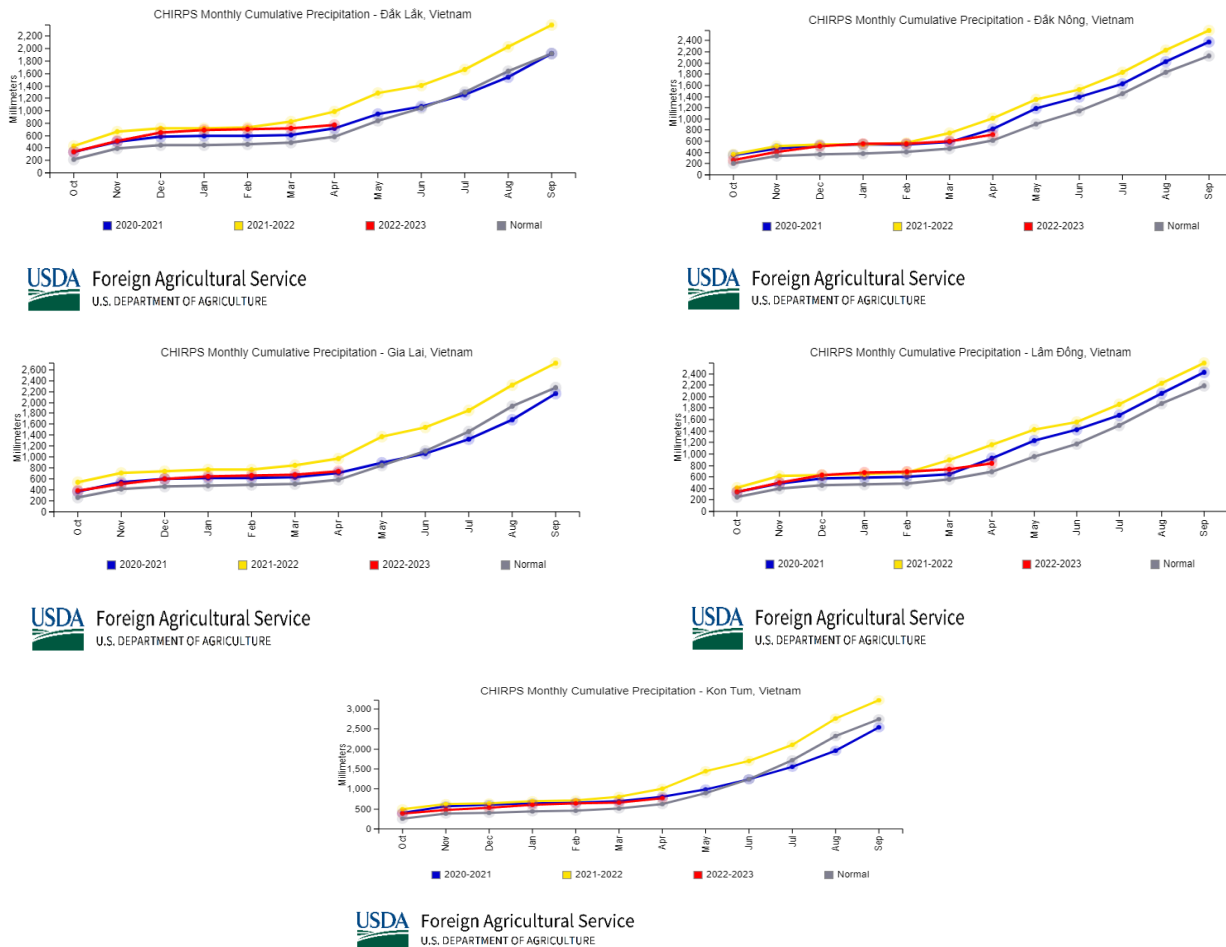 CHIRPS Monthly Cumulative Precipitation - Đắk Lắk, Vietnam
Millimeters
2,200
2,000
1,800
1,600
1,400
1,200
1,000
800
600
400
200
0
Oct Nov Dec Jan Feb Mar Apr May Jun Jul Aug Sep
2020-2021 2021-2022 2022-2023 Normal
USDA Foreign Agricultural Service
U.S. DEPARTMENT OF AGRICULTURE
CHIRPS Monthly Cumulative Precipitation - Đắk Nông, Vietnam
Millimeters
2,400
2,200
2,000
1,800
1,600
1,400
1,200
1,000
800
600
400
200
0
Oct Nov Dec Jan Feb Mar Apr May Jun Jul Aug Sep
2020-2021 2021-2022 2022-2023 Normal
USDA Foreign Agricultural Service
U.S. DEPARTMENT OF AGRICULTURE
CHIRPS Monthly Cumulative Precipitation - Gia Lai, Vietnam
Millimeters
2,600
2,400
2,200
2,000
1,800
1,600
1,400
1,200
1,000
800
600
400
200
0
Oct Nov Dec Jan Feb Mar Apr May Jun Jul Aug Sep
2020-2021 2021-2022 2022-2023 Normal
USDA Foreign Agricultural Service
U.S. DEPARTMENT OF AGRICULTURE
CHIRPS Monthly Cumulative Precipitation - Lâm Đồng, Vietnam
Millimeters
2,400
2,200
2,000
1,800
1,600
1,400
1,200
1,000
800
600
400
200
0
Oct Nov Dec Jan Feb Mar Apr May Jun Jul Aug Sep
2020-2021 2021-2022 2022-2023 Normal
USDA Foreign Agricultural Service
U.S. DEPARTMENT OF AGRICULTURE
CHIRPS Monthly Cumulative Precipitation - Kon Tum, Vietnam
Millimeters
3,000
2,500
2,000
1,500
1,000
500
0
Oct Nov Dec Jan Feb Mar Apr May Jun Jul Aug Sep
2020-2021 2021-2022 2022-2023 Normal
USDA Foreign Agricultural Service
U.S. DEPARTMENT OF AGRICULTURE